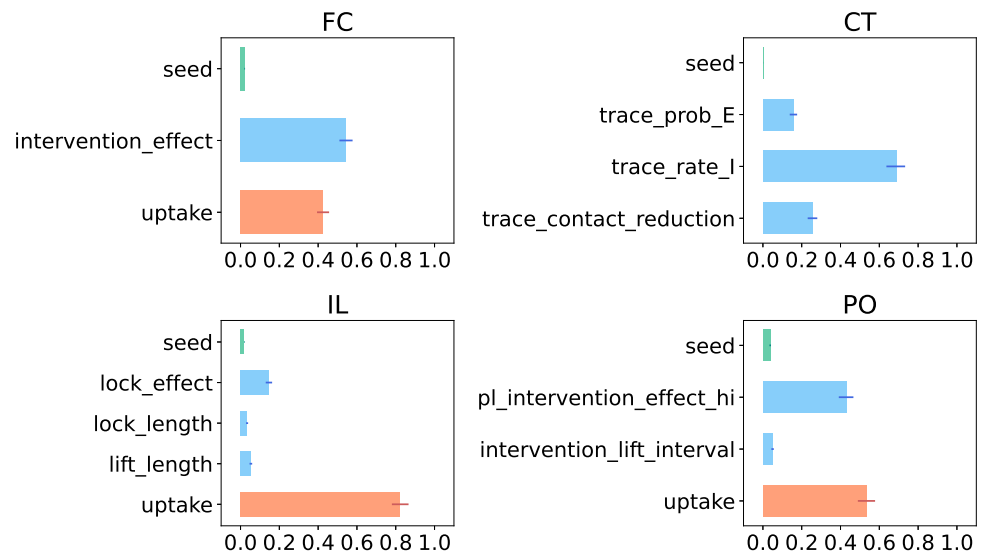 FC
seed
intervention_effect
uptake
0.0 0.2 0.4 0.6 0.8 1.0
CT
seed
trace_prob_E
trace_rate_I
trace_contact_reduction
0.0 0.2 0.4 0.6 0.8 1.0
IL
seed
lock_effect
lock_length
lift_length
uptake
0.0 0.2 0.4 0.6 0.8 1.0
PO
seed
pl_intervention_effect_hi
intervention_lift_interval
uptake
0.0 0.2 0.4 0.6 0.8 1.0